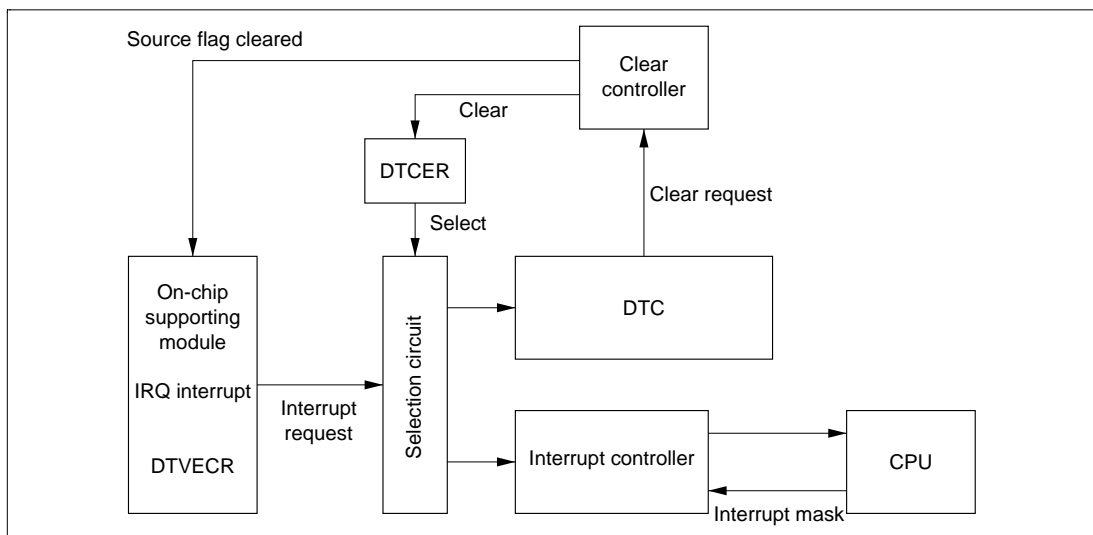 Source flag cleared
Clear
controller
Clear
DTCER
Clear request
Select
On-chip
supporting
module
IRQ interrupt
DTVECR
Interrupt
request
Selection circuit
DTC
Interrupt controller
CPU
Interrupt mask